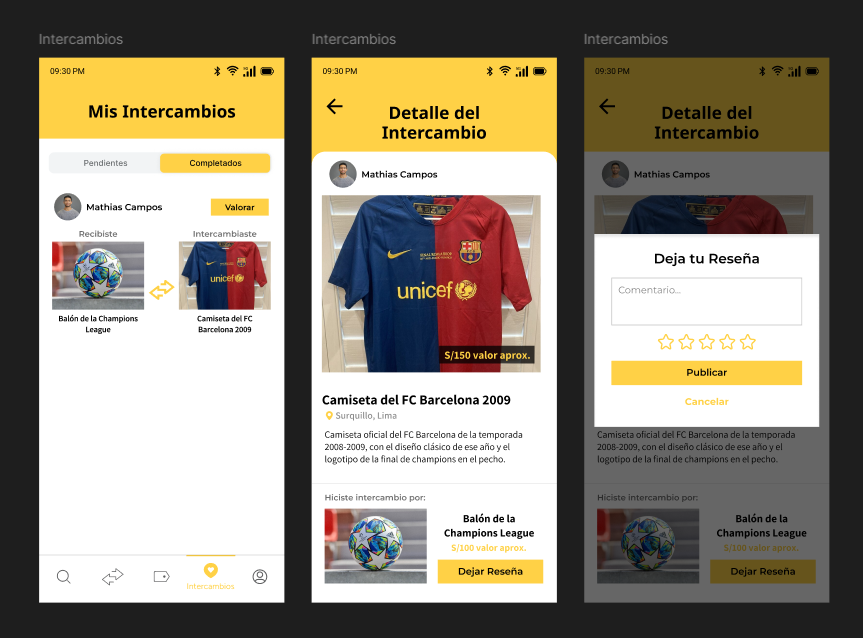 Intercambios
09:30 PM
Mis Intercambios
Pendientes
Completados
Mathias Campos
Valorar
Recibiste
Intercambiaste
unicef
Balón de la Champions
League
Camiseta del FC
Barcelona 2009
Intercambios
Intercambios
09:30 PM
Detalle del
Intercambio
Mathias Campos
unicef
S/150 valor aprox.
Camiseta del FC Barcelona 2009
Surquillo, Lima
Camiseta oficial del FC Barcelona de la temporada
2008-2009, con el diseño clásico de ese año y el
logotipo de la final de champions en el pecho.
Hiciste intercambio por:
Balón de la
Champions League
S/100 valor aprox.
Dejar Reseña
Intercambios
09:30 PM
Detalle del
Intercambio
Mathias Campos
Deja tu Reseña
Comentario...
Publicar
Cancelar
Camiseta oficial del FC Barcelona de la temporada
2008-2009, con el diseño clásico de ese año y el
logotipo de la final de champions en el pecho.
Hiciste intercambio por:
Balón de la
Champions League
S/100 valor aprox.
Dejar Reseña